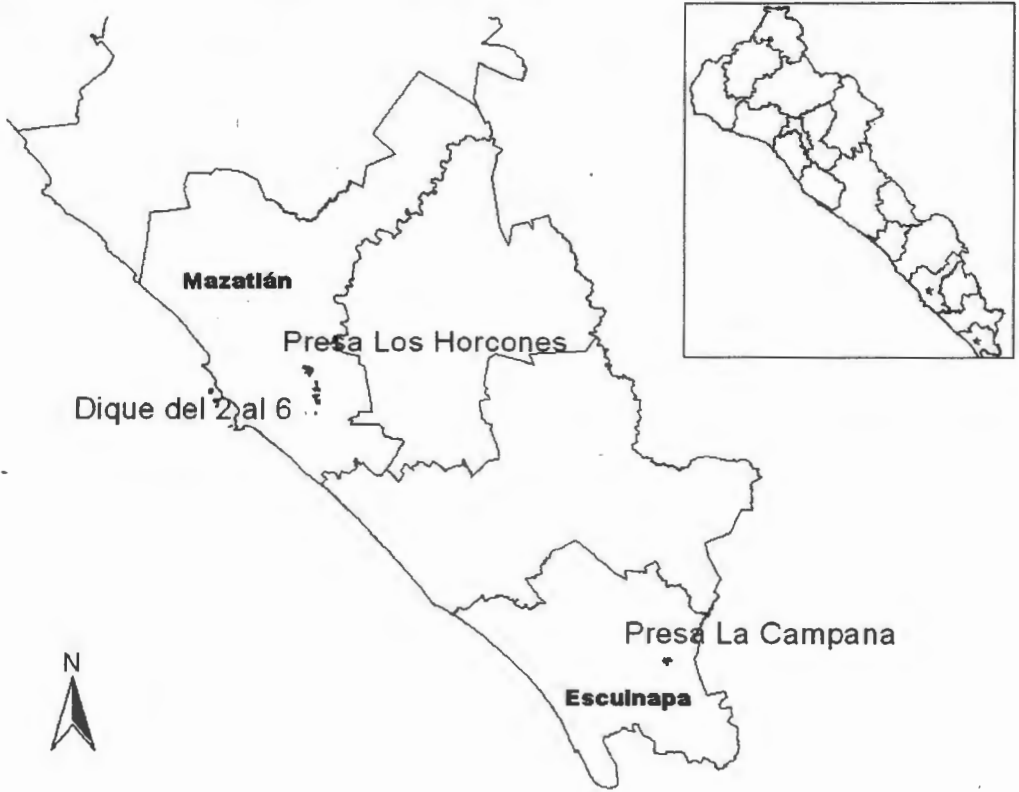 Mazatlán
Presa Los Horcones
Dique del 2 al 6
Presa La Campana
N
Escuinapa